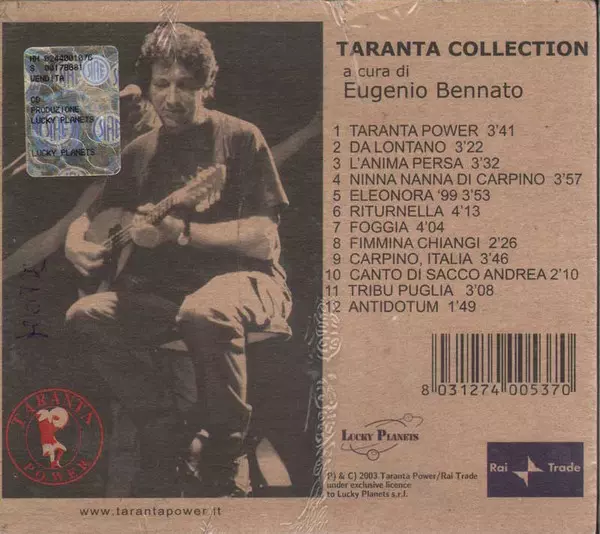 TARANTA COLLECTION
a cura di
Eugenio Bennato
1 TARANTA POWER 3'41
2 DA LONTANO 3'22
3 L'ANIMA PERSA 3'32
4 NINNA NANNA DI CARPINO 3'57
5 ELEONORA '99 3'53
6 RITURNELLA 4'13
7 FOGGIA 4'04
8 FIMMINA CHIANGI 2'26
9 CARPINO, ITALIA 3'46
10 CANTO DI SACCO ANDREA 2'10
11 TRIBU PUGLIA 3'08
12 ANTIDOTUM 1'49
8 031274 005370
LUCKY PLANETS
Rai Trade
P) & C) 2003 Taranta Power/Rai Trade
under exclusive licence
to Lucky Planets s.r.l.
VENDITA
CD
PRODUZIONE
LUCKY PLANETS
LUCKY PLANETS
TARANTA
POWER
www.tarantapower.it